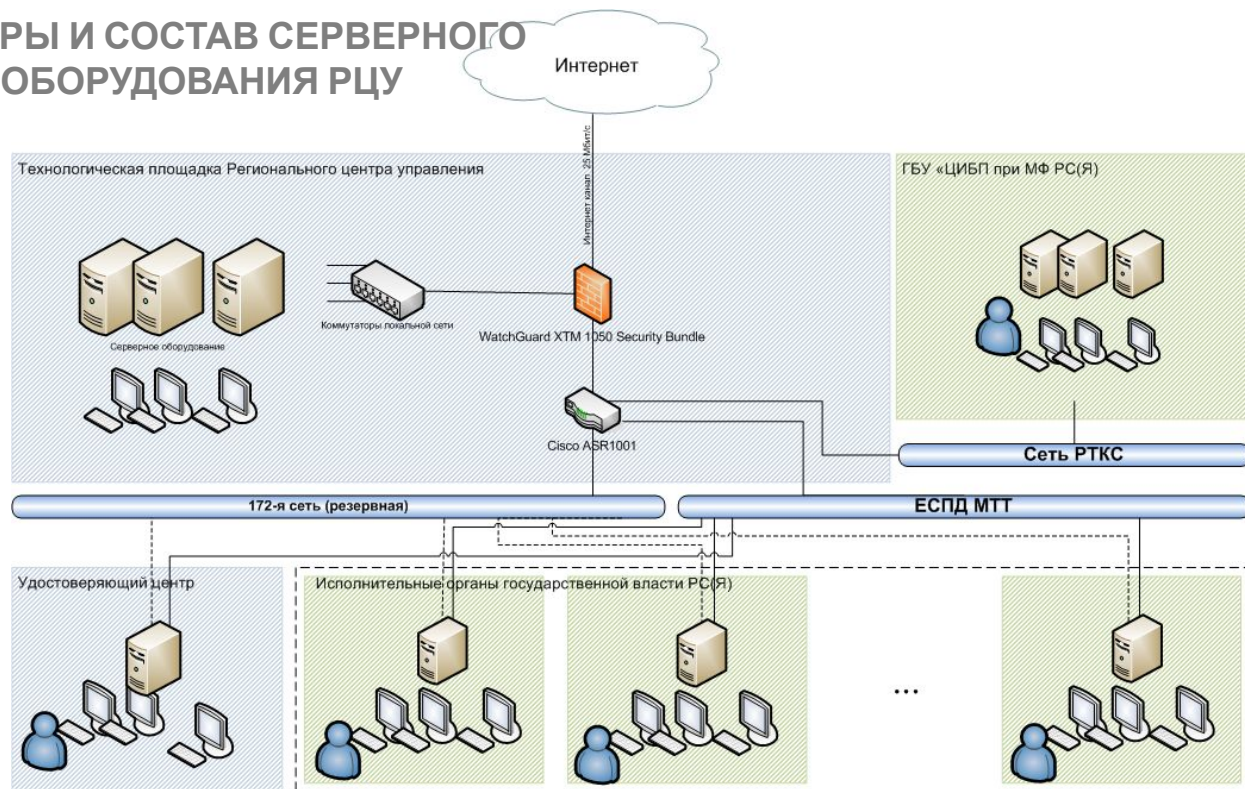 РЫ И СОСТАВ СЕРВЕРНОГО
ОБОРУДОВАНИЯ РЦУ
Интернет
Интернет канал 25 Мбит/с
Технологическая площадка Регионального центра управления
ГБУ «ЦИБП при МФ РС(Я)
Коммутаторы локальной сети
WatchGuard XTM 1050 Security Bundle
Серверное оборудование
Cisco ASR1001
Сеть РТКС
172-я сеть (резервная)
ЕСПД МТТ
Удостоверяющий центр
Исполнительные органы государственной власти РС(Я)
...